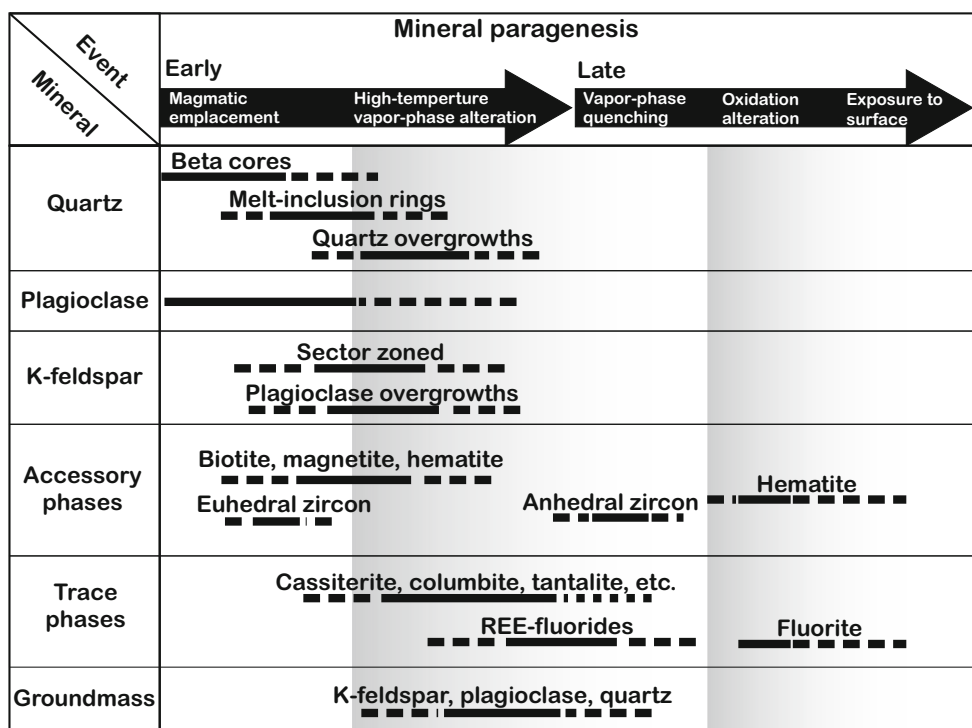 Event
Mineral
Mineral paragenesis
Early
Late
Magmatic
emplacement
High-temperture
vapor-phase alteration
Vapor-phase
quenching
Oxidation
alteration
Exposure to
surface
Quartz
Beta cores
Melt-inclusion rings
Quartz overgrowths
Plagioclase
K-feldspar
Sector zoned
Plagioclase overgrowths
Accessory
phases
Biotite, magnetite, hematite
Euhedral zircon
Anhedral zircon
Hematite
Trace
phases
Cassiterite, columbite, tantalite, etc.
REE-fluorides
Fluorite
Groundmass
K-feldspar, plagioclase, quartz